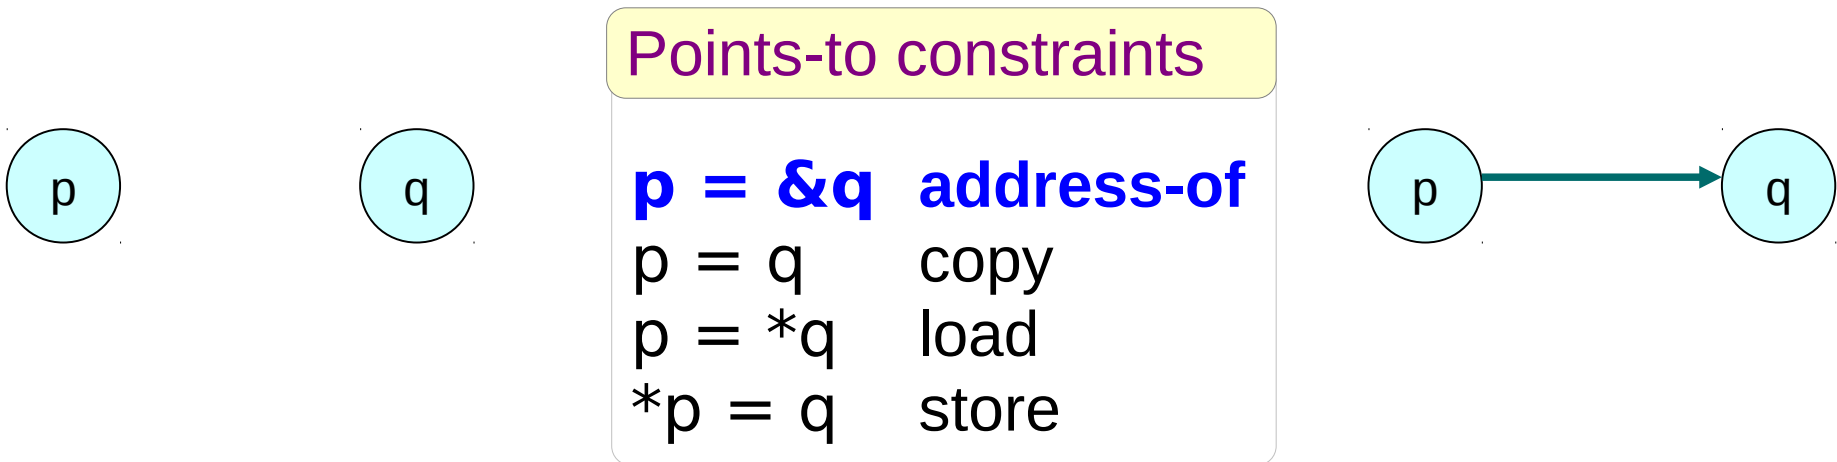 Points-to constraints
p q
p = &q address-of
p q
p = q copy
p = *q load
*p = q store